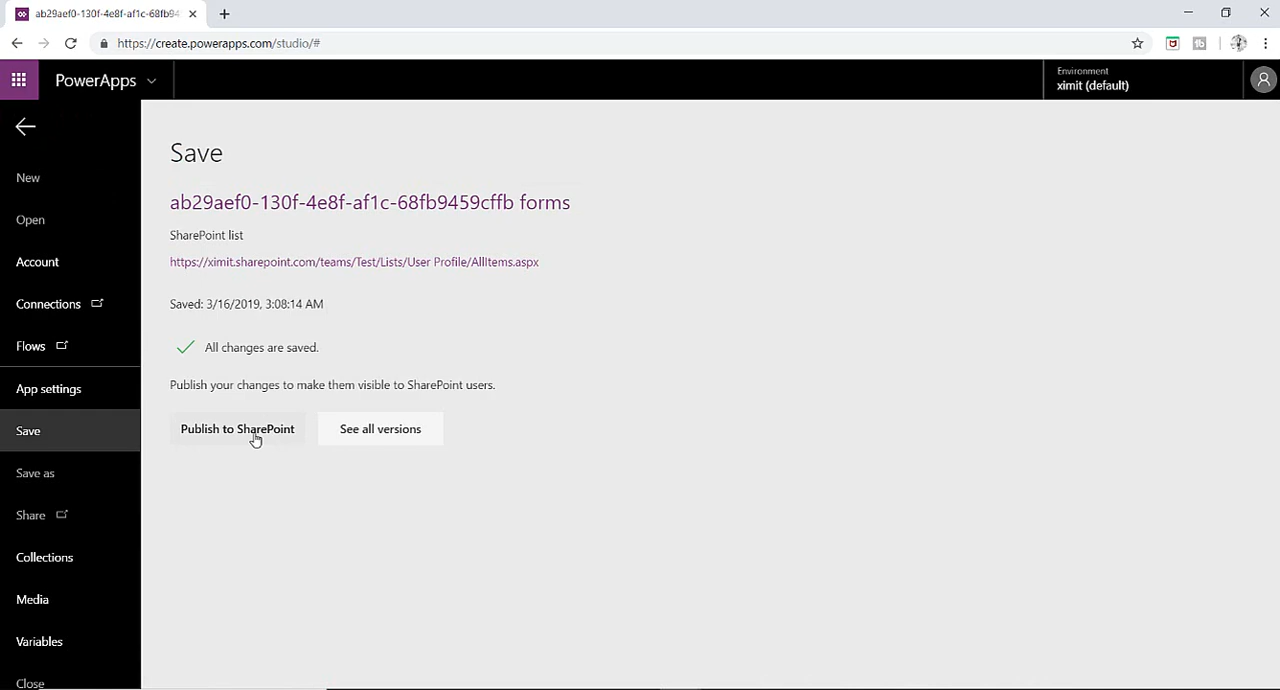 ab29aef0-130f-4e8f-af1c-68fb94
https://create.powerapps.com/studio/#
PowerApps
Environment
ximit (default)
Save
New
ab29aef0-130f-4e8f-af1c-68fb9459cffb forms
Open
SharePoint list
Account
https://ximit.sharepoint.com/teams/Test/Lists/User Profile/AllItems.aspx
Connections
Saved: 3/16/2019, 3:08:14 AM
Flows
All changes are saved.
App settings
Publish your changes to make them visible to SharePoint users.
Save
Publish to SharePoint
See all versions
Save as
Share
Collections
Media
Variables
Close